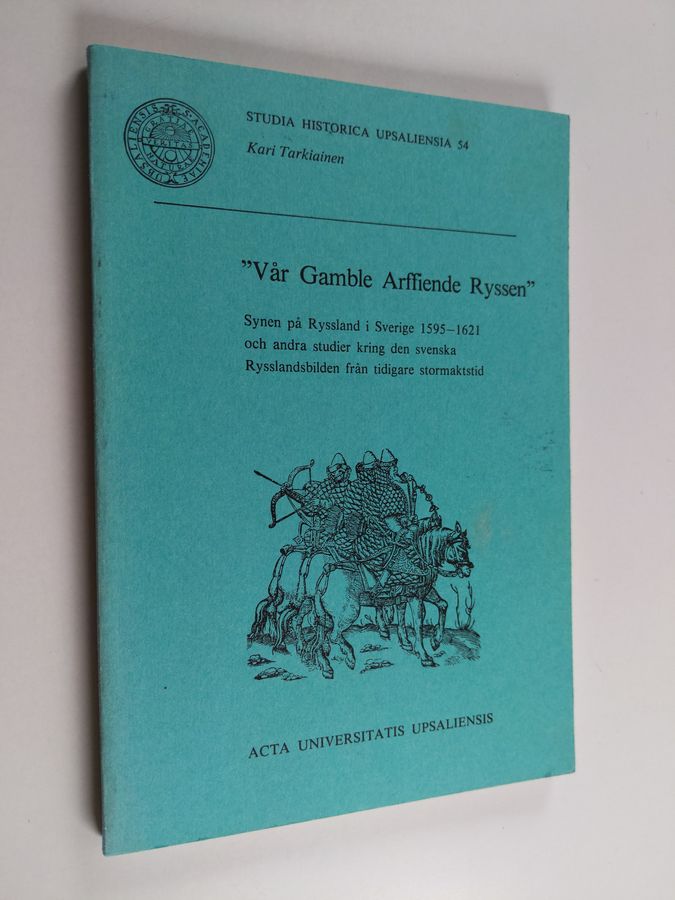 STUDIA HISTORICA UPSALIENSIA 54
Kari Tarkiainen
”Vår Gamble Arffiende Ryssen”
Synen på Ryssland i Sverige 1595–1621
och andra studier kring den svenska
Rysslandsbilden från tidigare stormaktstid
ACTA UNIVERSITATIS UPSALIENSIS